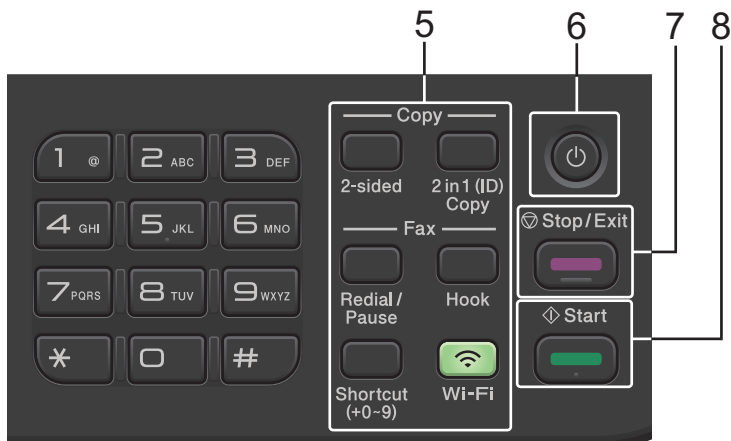 5 6 7 8
Copy
2-sided
2 in 1 (ID)
Copy
Fax
Redial /
Pause
Hook
Shortcut
(+0~9)
Wi-Fi
Stop/Exit
Start
1 @ 2 ABC 3 DEF
4 GHI 5 JKL 6 MNO
7 PQRS 8 TUV 9 WXYZ
* 0 #